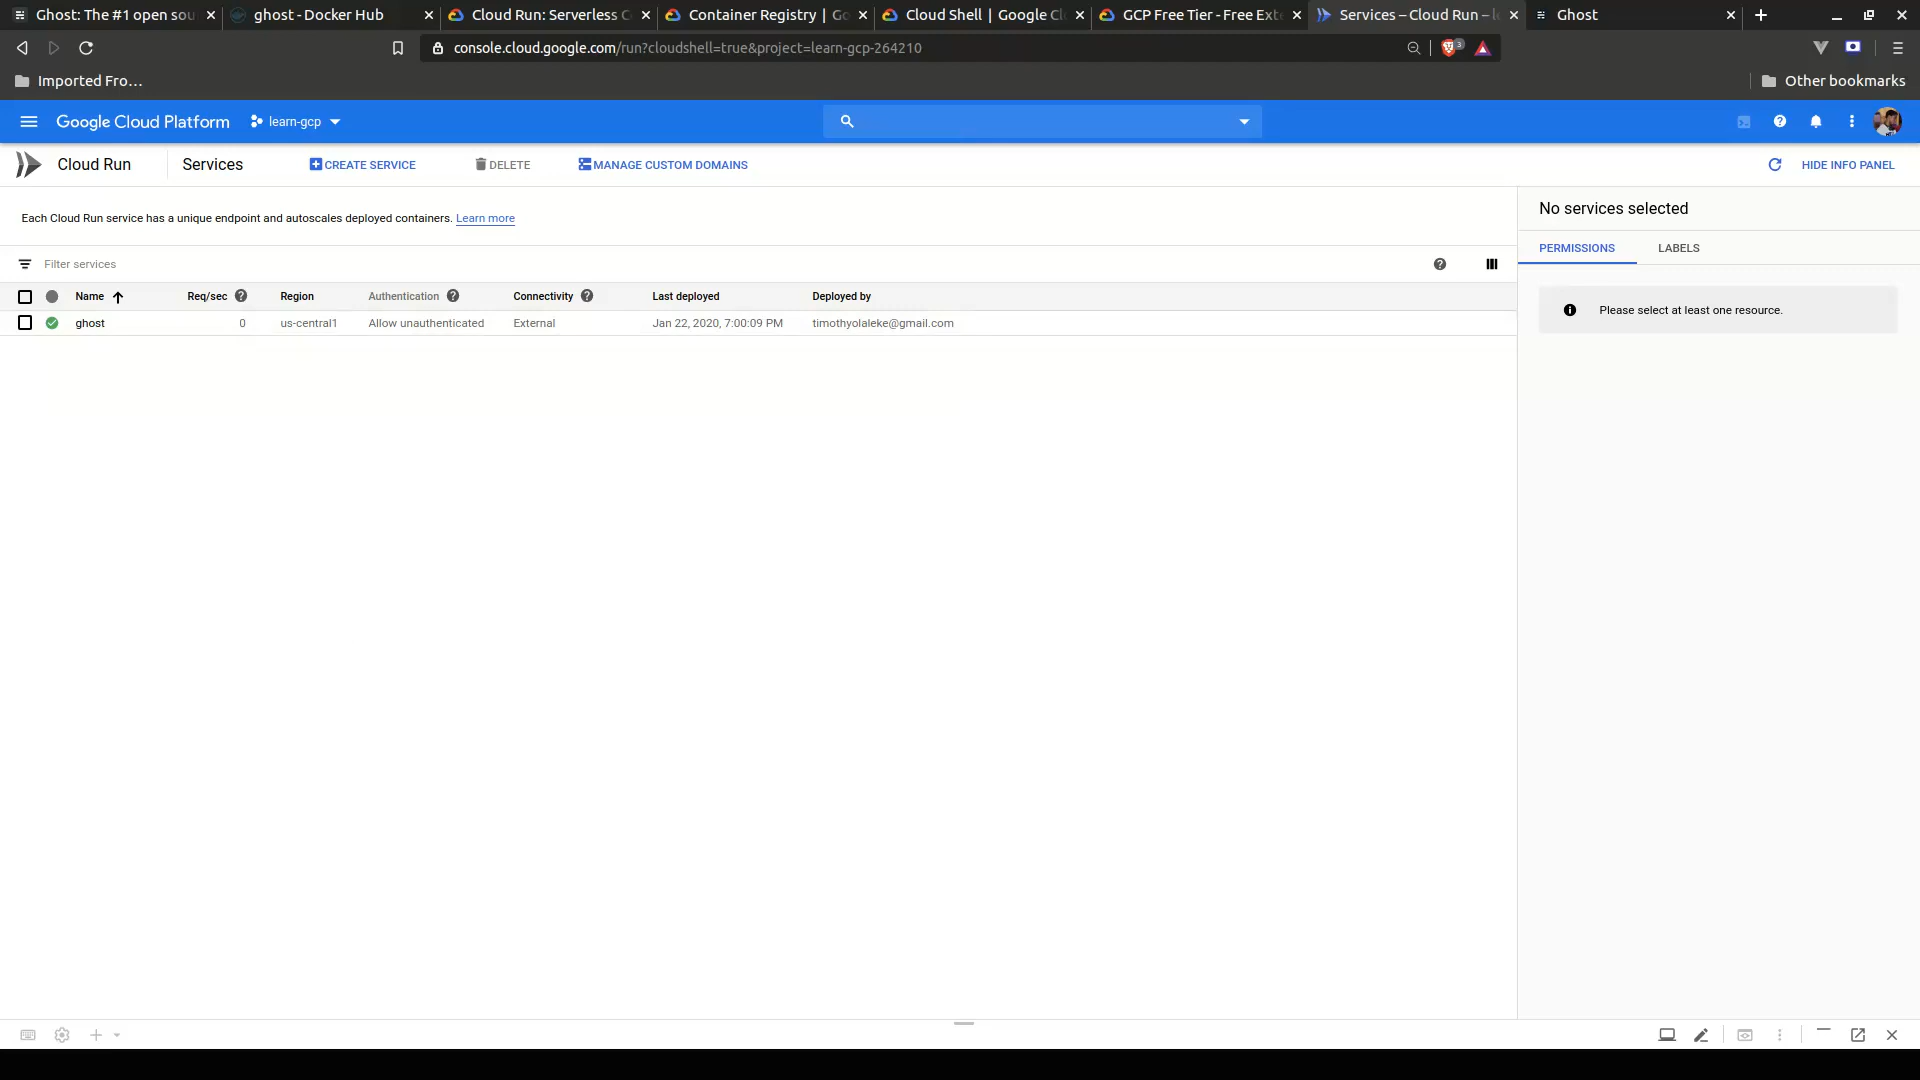 Ghost: The #1 open sou
ghost - Docker Hub
Cloud Run: Serverless C
Container Registry | Go
Cloud Shell | Google Cl
GCP Free Tier - Free Ext
Services – Cloud Run – l
Ghost
console.cloud.google.com/run?cloudshell=true&project=learn-gcp-264210
3
Imported Fro…
Other bookmarks
Google Cloud Platform
learn-gcp
Cloud Run
Services
CREATE SERVICE
DELETE
MANAGE CUSTOM DOMAINS
HIDE INFO PANEL
Each Cloud Run service has a unique endpoint and autoscales deployed containers. Learn more
No services selected
PERMISSIONS
LABELS
Filter services
Please select at least one resource.
Name Req/sec Region Authentication Connectivity Last deployed Deployed by
ghost 0 us-central1 Allow unauthenticated External Jan 22, 2020, 7:00:09 PM timothyolaleke@gmail.com